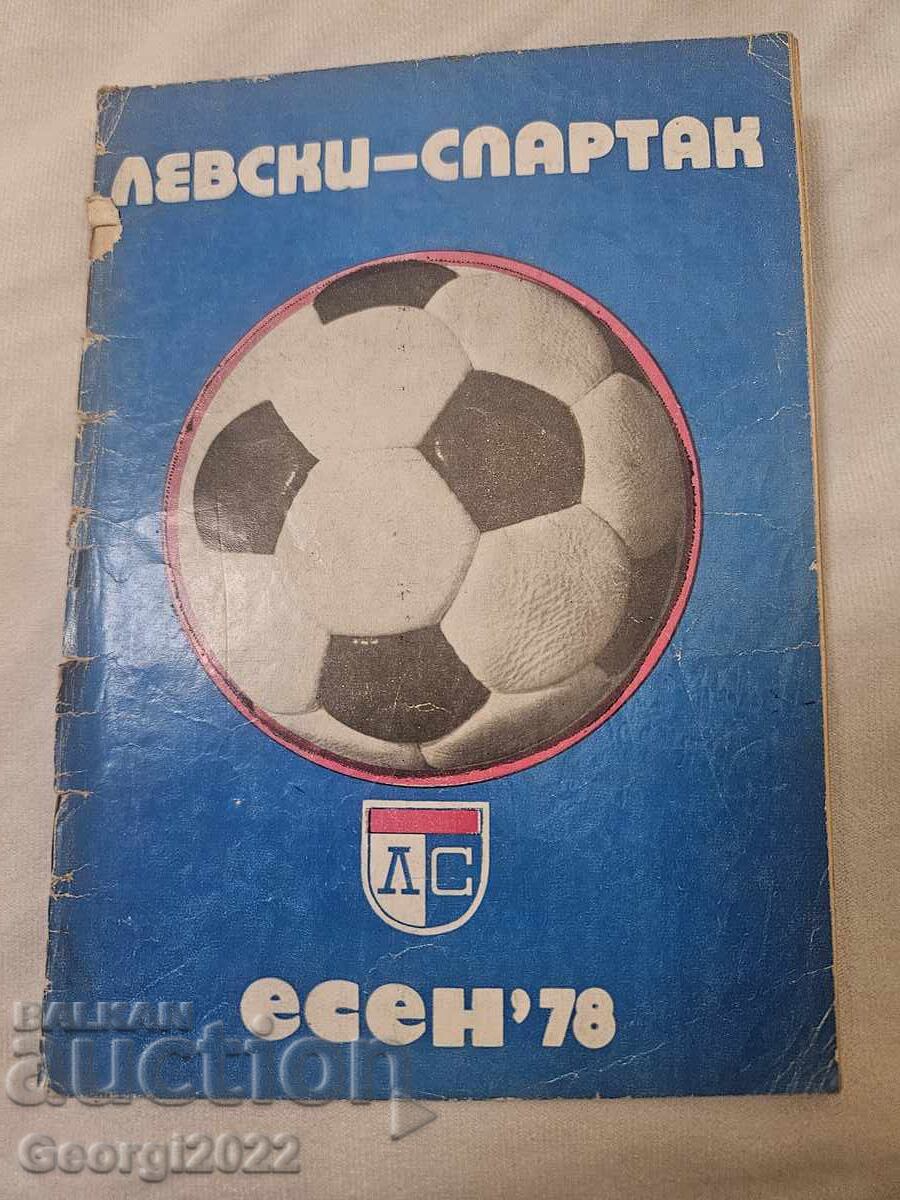 ЛЕВСКИ–СПАРТАК
ЛС
есен'78
BALKAN
auction
Georgi2022